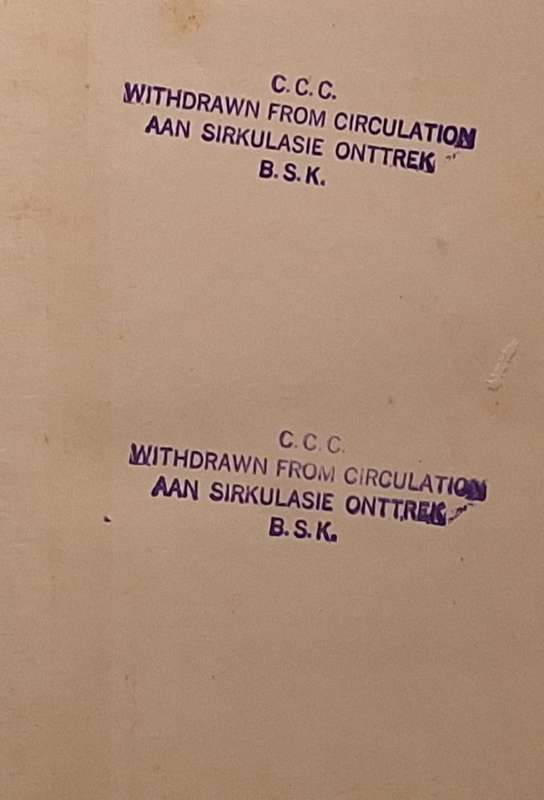 C.C.C.
WITHDRAWN FROM CIRCULATION
AAN SIRKULASIE ONTTREK
B.S.K.
C.C.C.
WITHDRAWN FROM CIRCULATION
AAN SIRKULASIE ONTTREK
B.S.K.